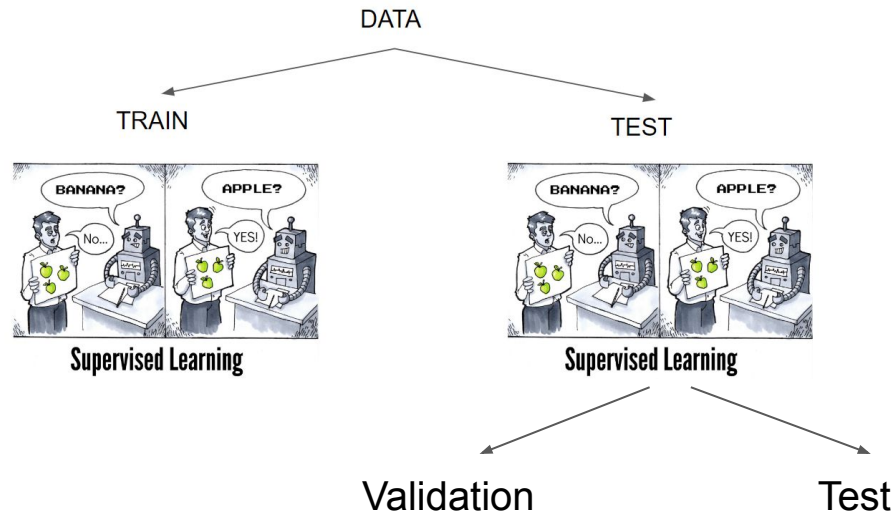 DATA
TRAIN
TEST
BANANA?
No...
APPLE?
YES!
Supervised Learning
BANANA?
No...
APPLE?
YES!
Supervised Learning
Validation
Test